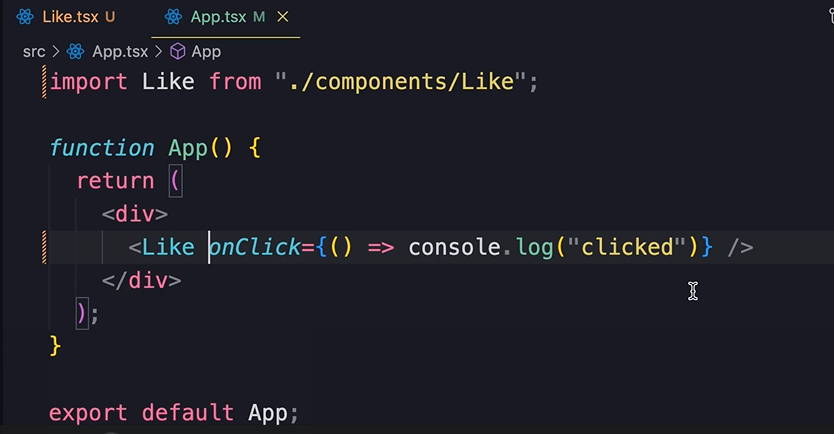 Like.tsx U App.tsx M
src > App.tsx > App
import Like from "./components/Like";
function App() {
return (
<div>
<Like onClick={() => console.log("clicked")} />
</div>
);
}
export default App;